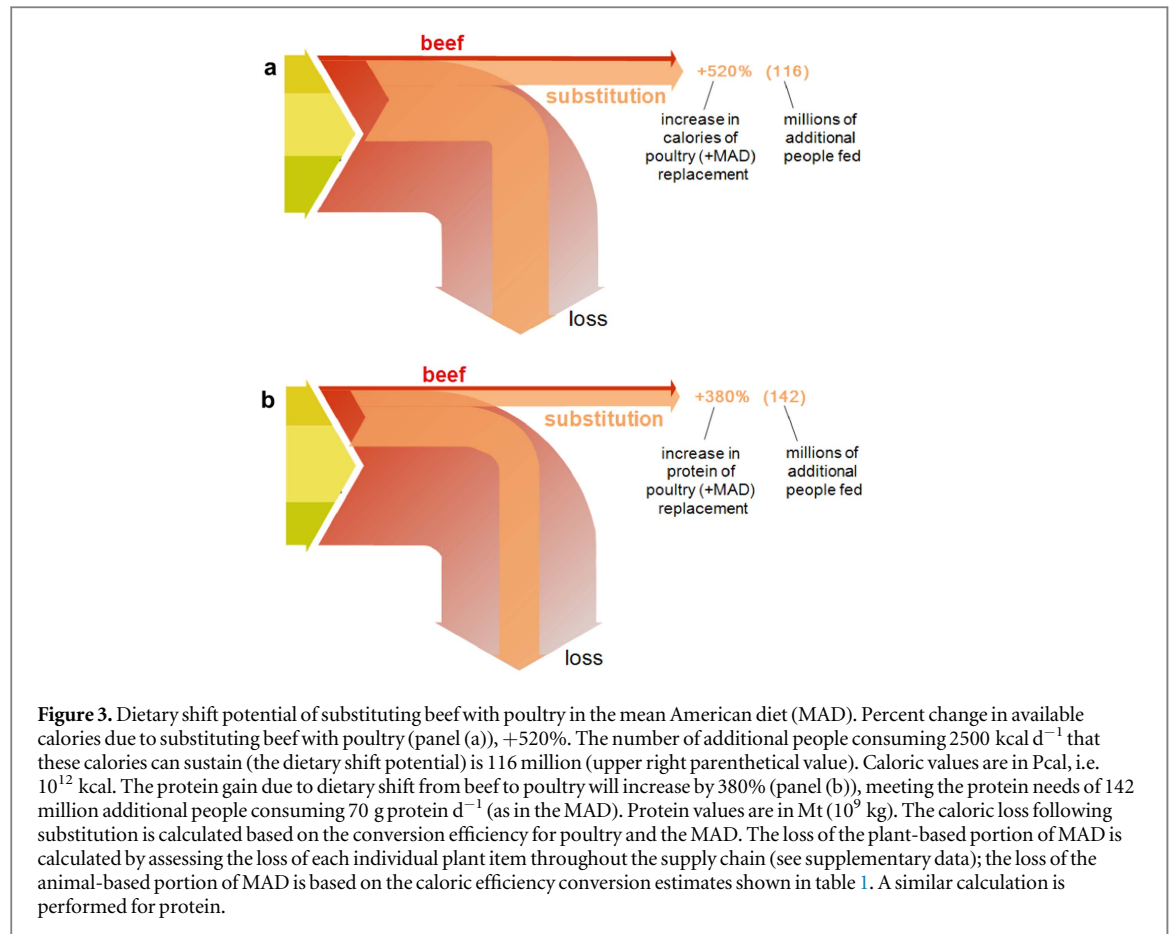 beef
a
+520% (116)
substitution
increase in
calories of
poultry (+MAD)
replacement
millions of
additional
people fed
loss
beef
b
+380% (142)
substitution
increase in
protein of
poultry (+MAD)
replacement
millions of
additional
people fed
loss
Figure 3. Dietary shift potential of substituting beef with poultry in the mean American diet (MAD). Percent change in available
calories due to substituting beef with poultry (panel (a)), +520%. The number of additional people consuming 2500 kcal d⁻¹ that
these calories can sustain (the dietary shift potential) is 116 million (upper right parenthetical value). Caloric values are in Pcal, i.e.
10¹² kcal. The protein gain due to dietary shift from beef to poultry will increase by 380% (panel (b)), meeting the protein needs of 142
million additional people consuming 70 g protein d⁻¹ (as in the MAD). Protein values are in Mt (10⁹ kg). The caloric loss following
substitution is calculated based on the conversion efficiency for poultry and the MAD. The loss of the plant-based portion of MAD is
calculated by assessing the loss of each individual plant item throughout the supply chain (see supplementary data); the loss of the
animal-based portion of MAD is based on the caloric efficiency conversion estimates shown in table 1. A similar calculation is
performed for protein.